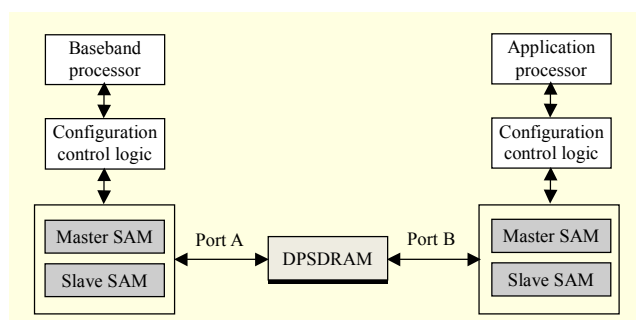 Baseband
processor
Application
processor
Configuration
control logic
Configuration
control logic
Master SAM
Slave SAM
Port A
DPSDRAM
Port B
Master SAM
Slave SAM